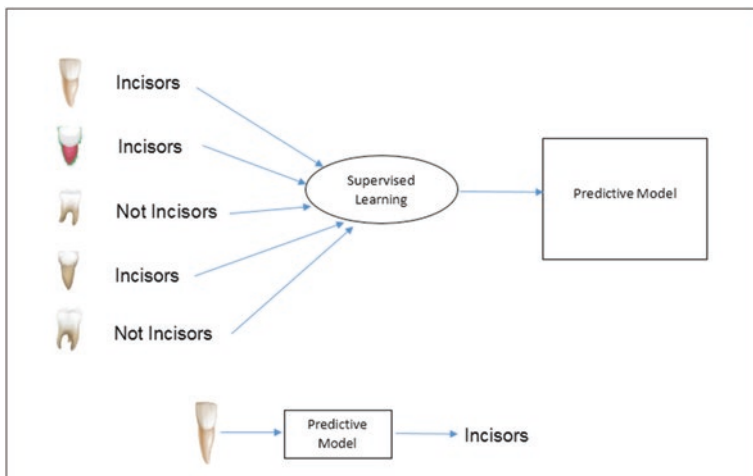 Incisors
Incisors
Not Incisors
Incisors
Not Incisors
Supervised
Learning
Predictive Model
Predictive
Model
Incisors